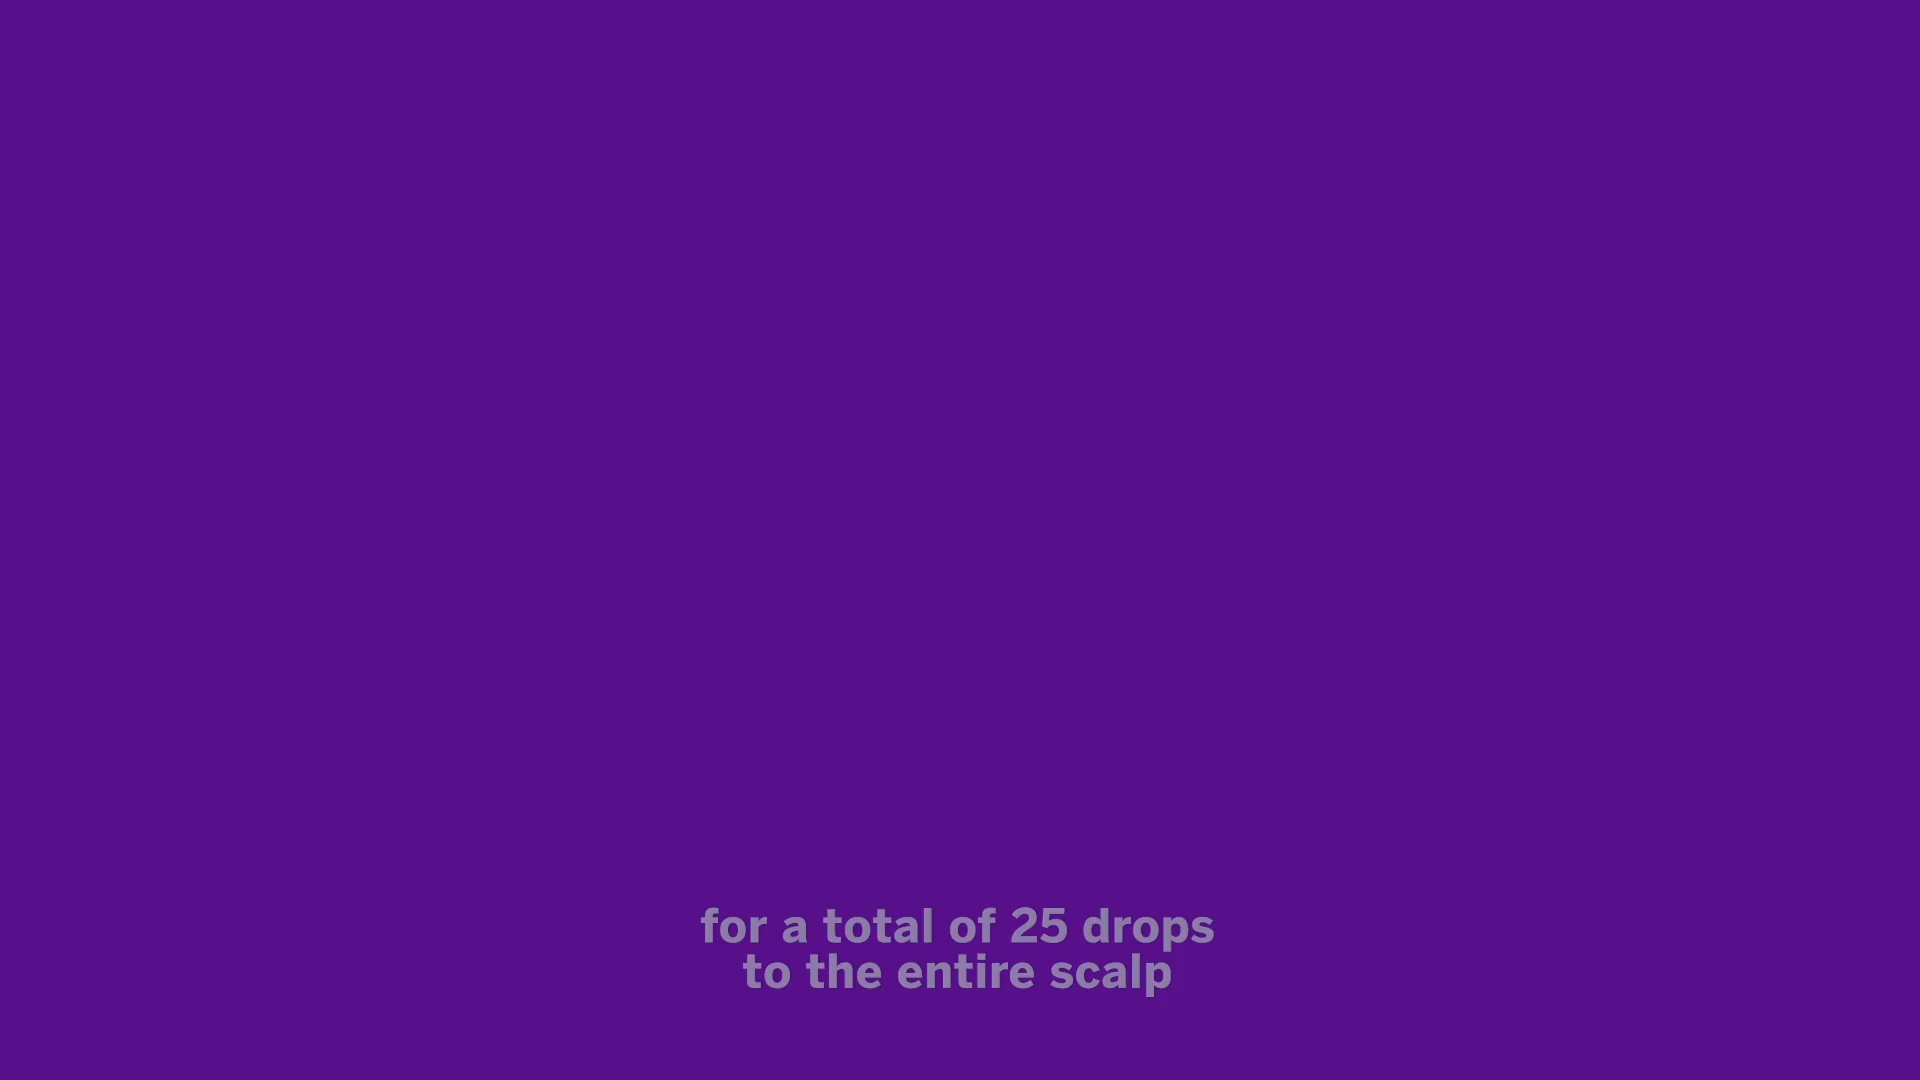 for a total of 25 drops
to the entire scalp